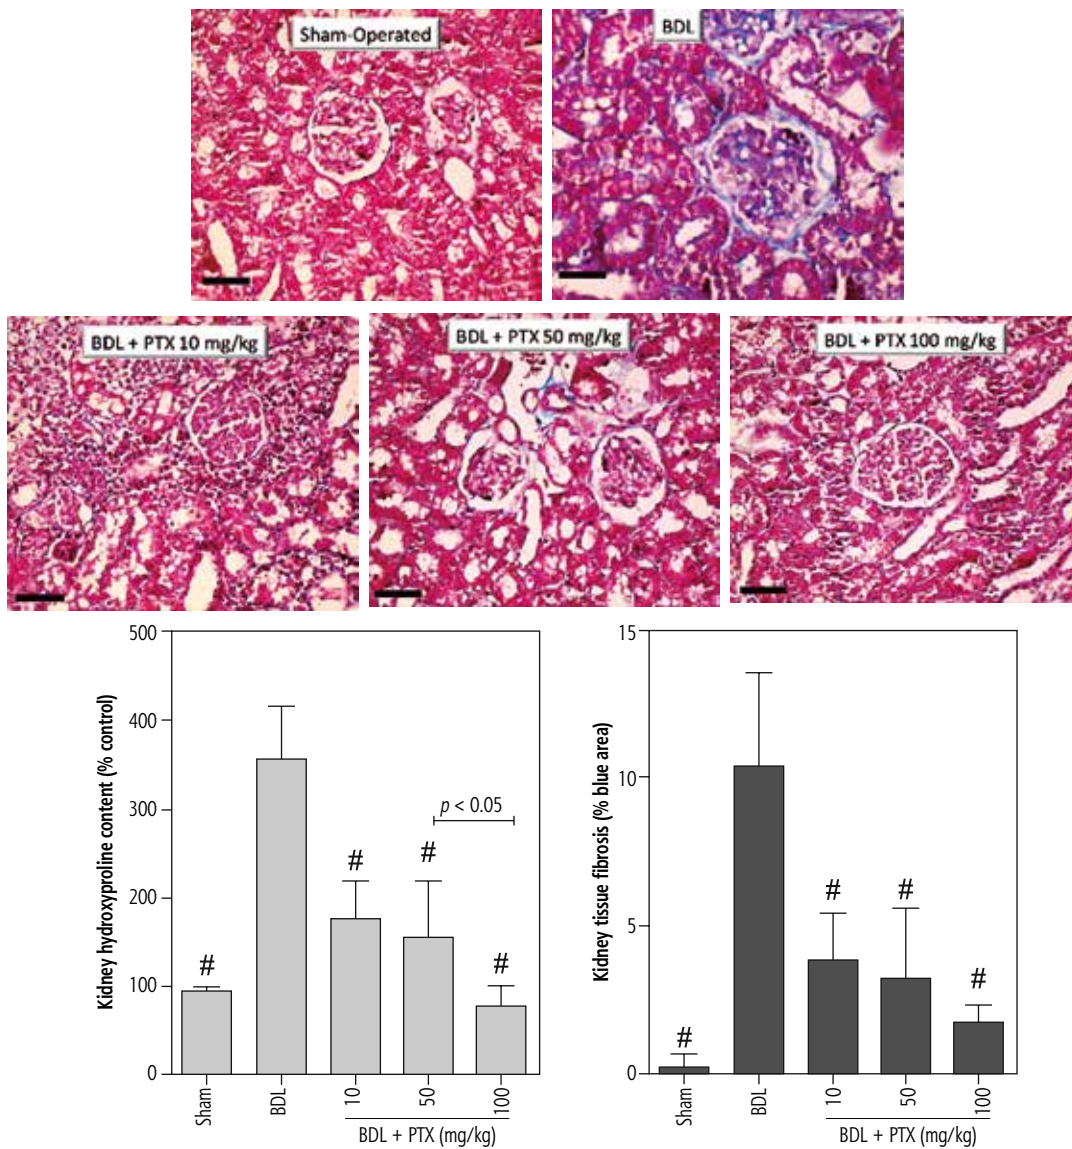 Sham-Operated
BDL
BDL + PTX 10 mg/kg
BDL + PTX 50 mg/kg
BDL + PTX 100 mg/kg
Kidney hydroxyproline content (% control)
500
400
300
200
100
0
#
#
#
p < 0.05
#
Sham
BDL
10
50
100
BDL + PTX (mg/kg)
Kidney tissue fibrosis (% blue area)
15
10
5
0
#
#
#
#
Sham
BDL
10
50
100
BDL + PTX (mg/kg)